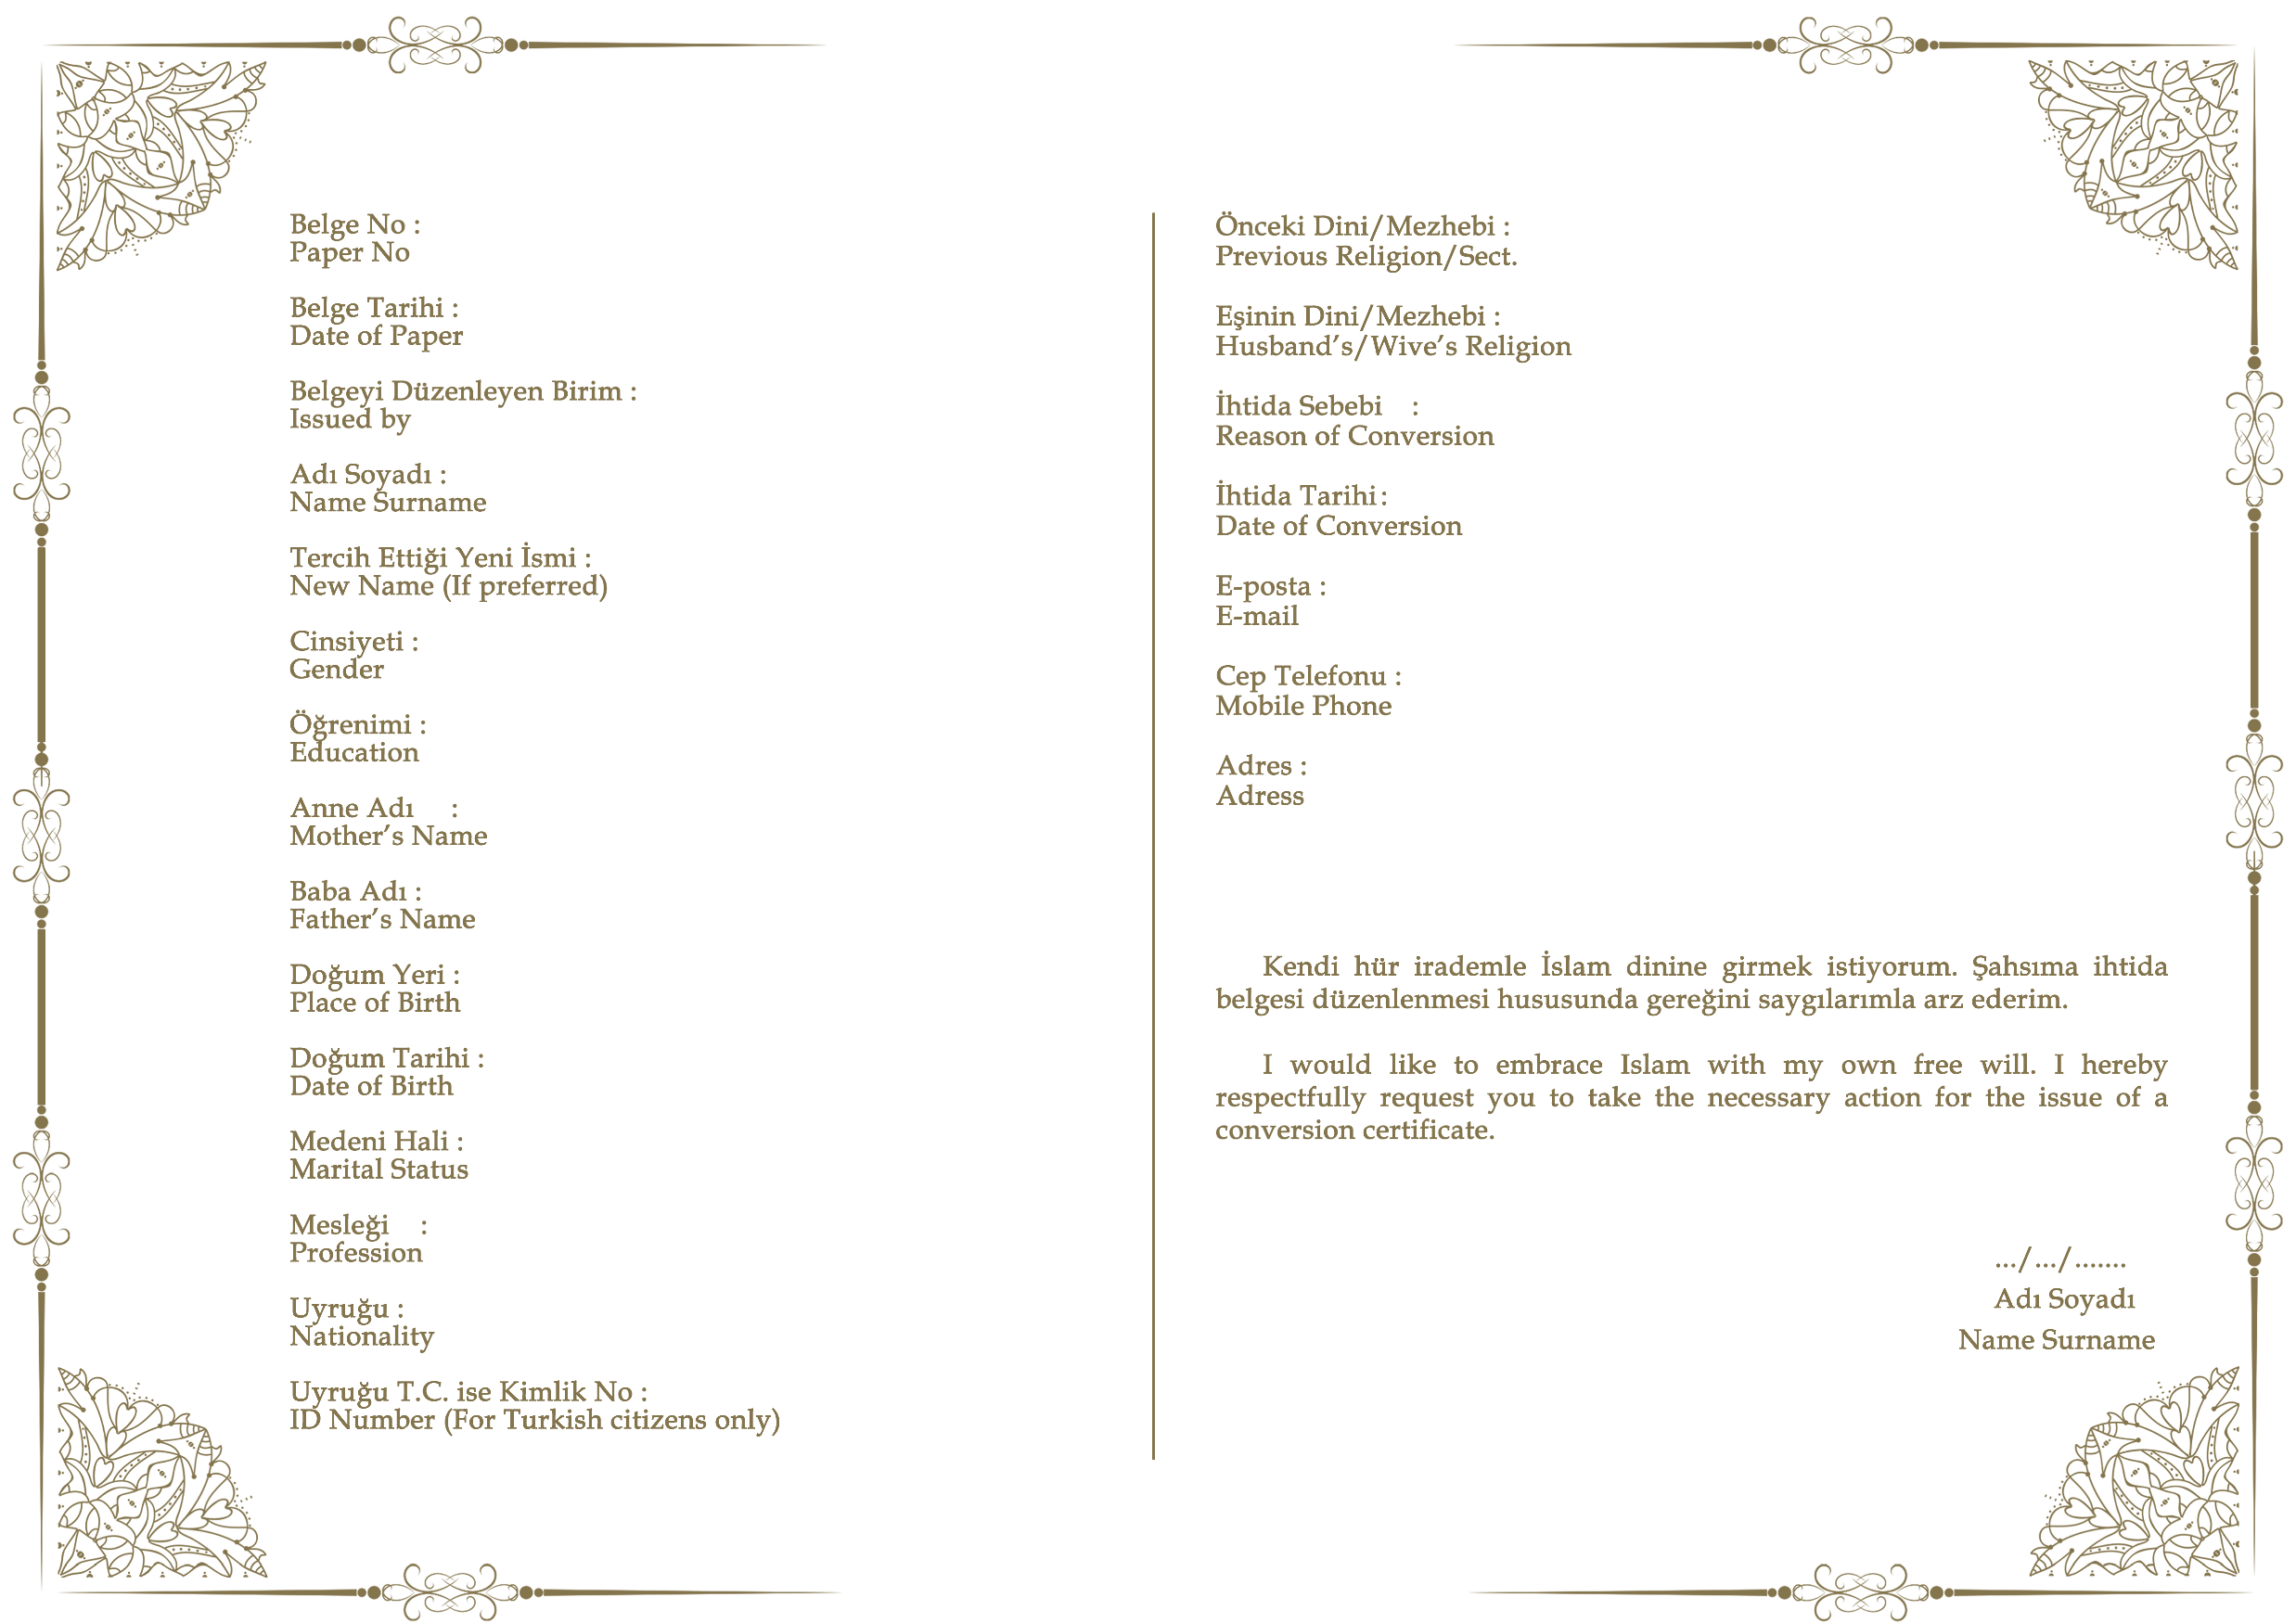 Belge No :
Paper No
Belge Tarihi :
Date of Paper
Belgeyi Düzenleyen Birim :
Issued by
Adı Soyadı :
Name Surname
Tercih Ettiği Yeni İsmi :
New Name (If preferred)
Cinsiyeti :
Gender
Öğrenimi :
Education
Anne Adı :
Mother's Name
Baba Adı :
Father's Name
Doğum Yeri :
Place of Birth
Doğum Tarihi :
Date of Birth
Medeni Hali :
Marital Status
Mesleği :
Profession
Uyruğu :
Nationality
Uyruğu T.C. ise Kimlik No :
ID Number (For Turkish citizens only)
Önceki Dini/Mezhebi :
Previous Religion/Sect.
Eşinin Dini/Mezhebi :
Husband's/Wive's Religion
İhtida Sebebi :
Reason of Conversion
İhtida Tarihi :
Date of Conversion
E-posta :
E-mail
Cep Telefonu :
Mobile Phone
Adres :
Adress
Kendi hür irademle İslam dinine girmek istiyorum. Şahsıma ihtida
belgesi düzenlenmesi hususunda gereğini saygılarımla arz ederim.
I would like to embrace Islam with my own free will. I hereby
respectfully request you to take the necessary action for the issue of a
conversion certificate.
.../.../.......
Adı Soyadı
Name Surname